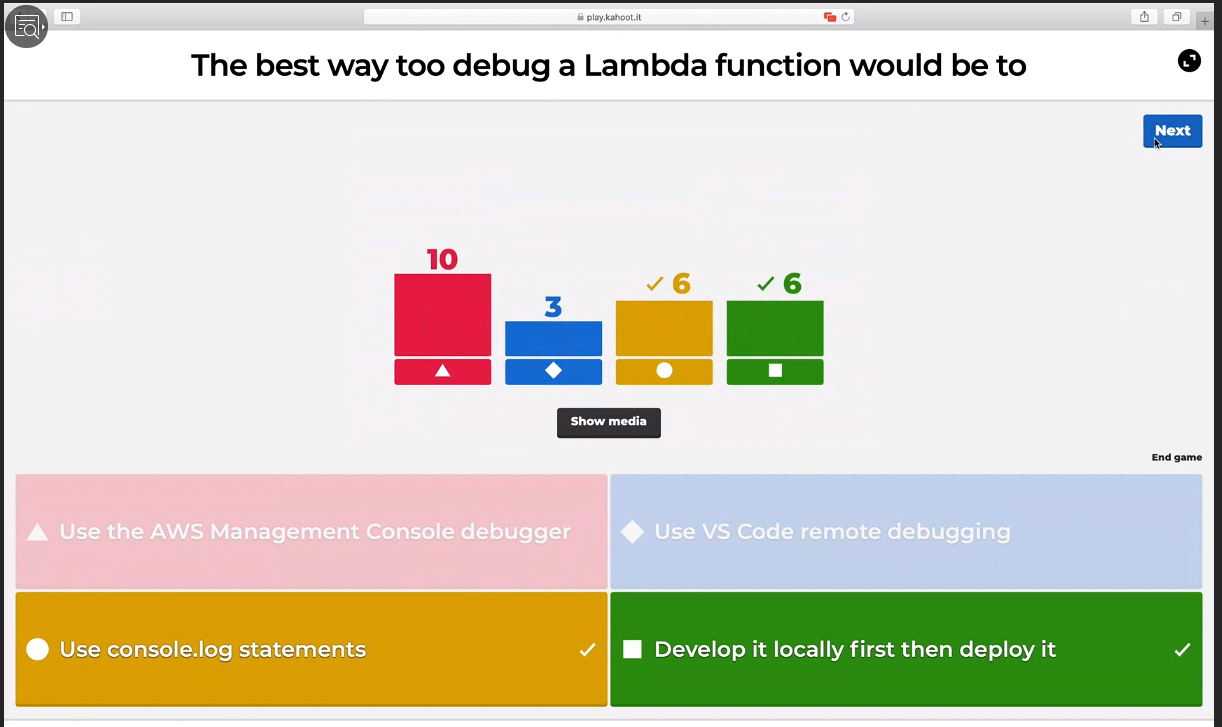 play.kahoot.it
The best way too debug a Lambda function would be to
Next
10
3
6
6
Show media
End game
Use the AWS Management Console debugger
Use VS Code remote debugging
Use console.log statements
Develop it locally first then deploy it